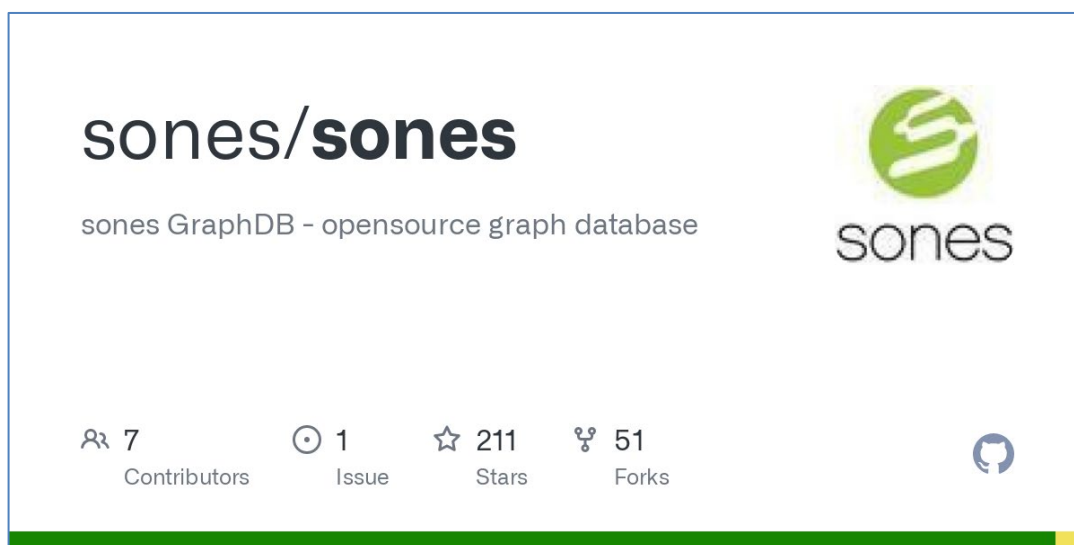 sones/sones
sones GraphDB - opensource graph database
sones
7
Contributors
1
Issue
211
Stars
51
Forks